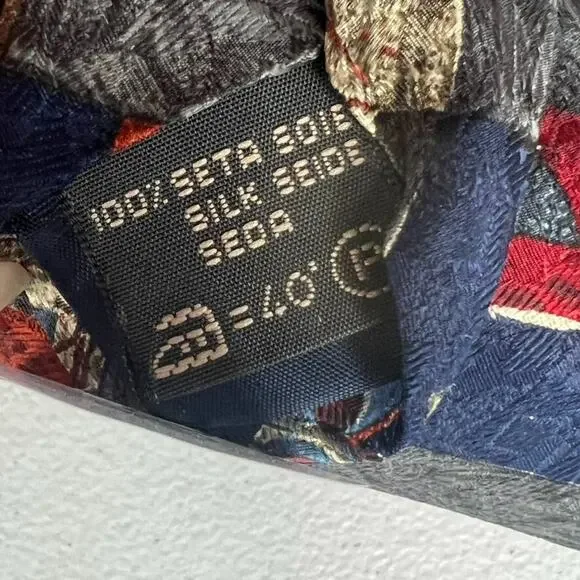 100% SETA SOIE
SILK SEIDE
SEDA
=40°. P